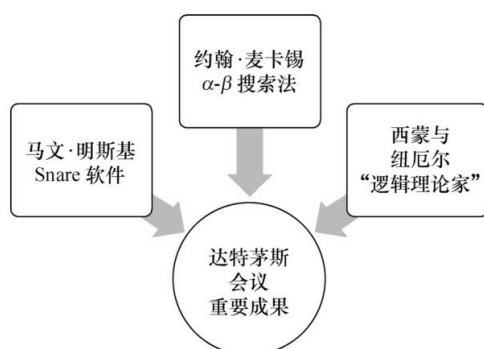 约翰·麦卡锡
α-β 搜索法
马文·明斯基
Snare 软件
西蒙与
纽厄尔
“逻辑理论家”
达特茅斯
会议
重要成果